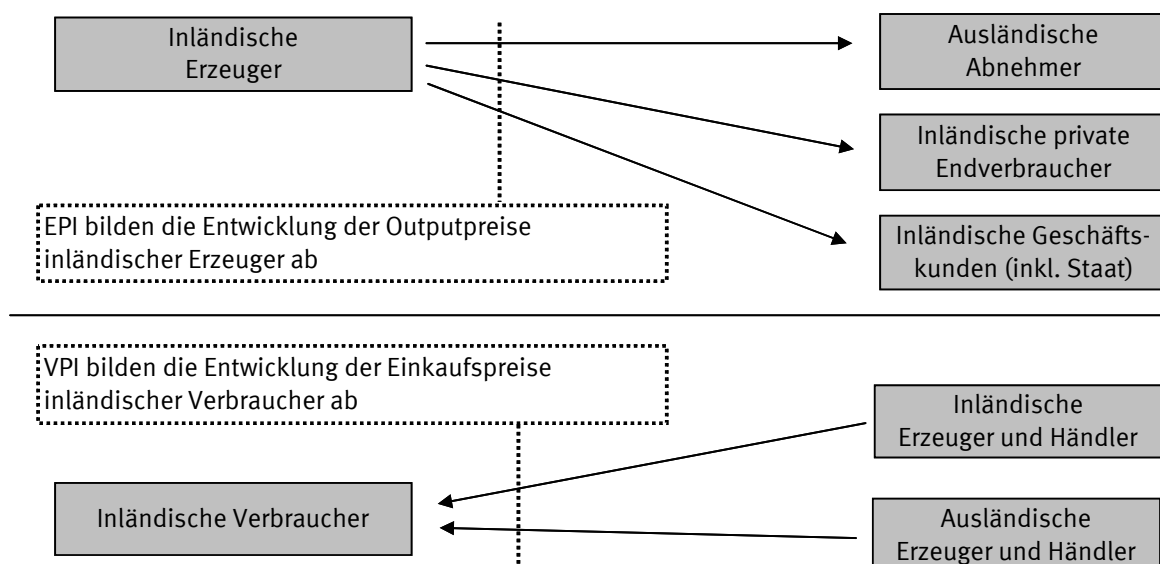 Inländische
Erzeuger
Ausländische
Abnehmer
Inländische private
Endverbraucher
Inländische Geschäfts-
kunden (inkl. Staat)
EPI bilden die Entwicklung der Outputpreise
inländischer Erzeuger ab
VPI bilden die Entwicklung der Einkaufspreise
inländischer Verbraucher ab
Inländische
Erzeuger und Händler
Inländische Verbraucher
Ausländische
Erzeuger und Händler